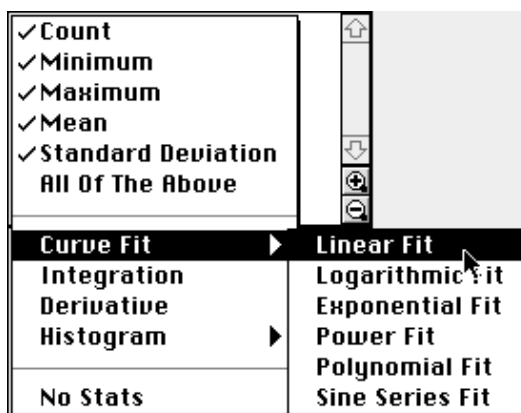 ✓Count
✓Minimum
✓Maximum
✓Mean
✓Standard Deviation
All Of The Above
Curve Fit
Integration
Derivative
Histogram
No Stats
Linear Fit
Logarithmic Fit
Exponential Fit
Power Fit
Polynomial Fit
Sine Series Fit